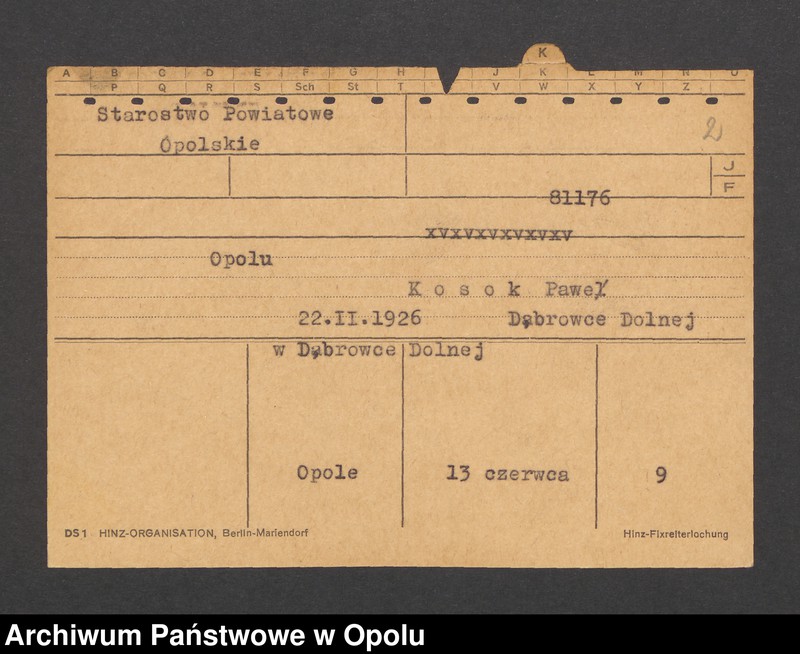 K
A B C D E F G H J K L M N O
P Q R S Sch St T V W X Y Z
Starostwo Powiatowe
Opolskie
2
J
F
81176
xvxvxvxvxvxv
Opolu
K o s o k Paweł
22.II.1926 Dąbrowce Dolnej
w Dąbrowce Dolnej
Opole 13 czerwca 9
DS1 HINZ-ORGANISATION, Berlin-Mariendorf Hinz-Fixreiterlochung
Archiwum Państwowe w Opolu